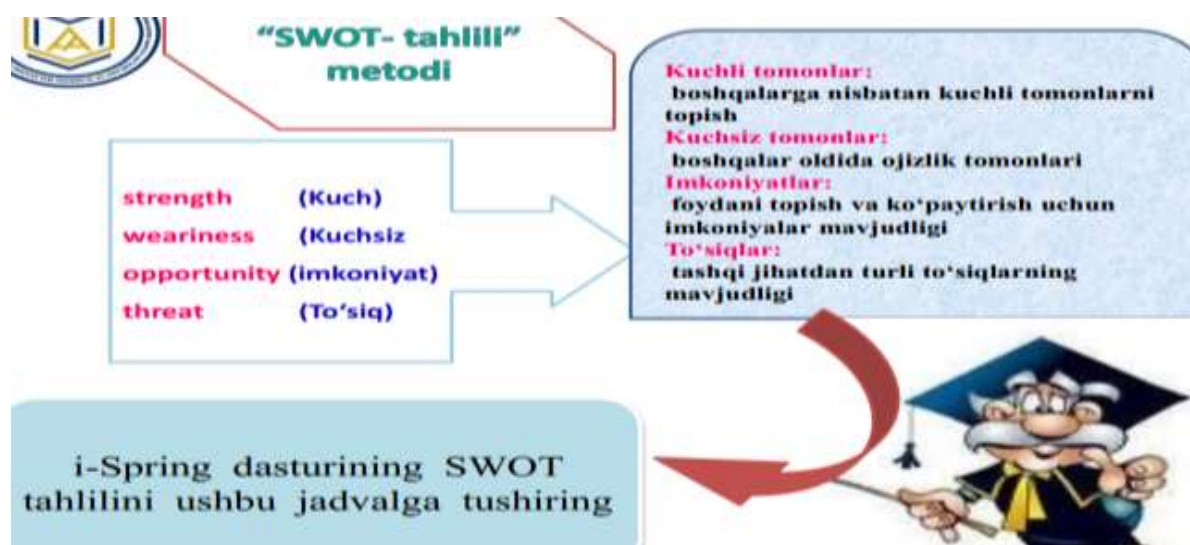 “SWOT- tahlili”
metodi
strength (Kuch)
weariness (Kuchsiz
opportunity (imkoniyat)
threat (To‘siq)
Kuchli tomonlar:
boshqalarga nisbatan kuchli tomonlarni
topish
Kuchsiz tomonlar:
boshqalar oldida ojizlik tomonlari
Imkoniyatlar:
foydani topish va ko‘paytirish uchun
imkoniyalar mavjudligi
To‘siqlar:
tashqi jihatdan turli to‘siqlarning
mavjudligi
i-Spring dasturining SWOT
tahlilini ushbu jadvalga tushiring